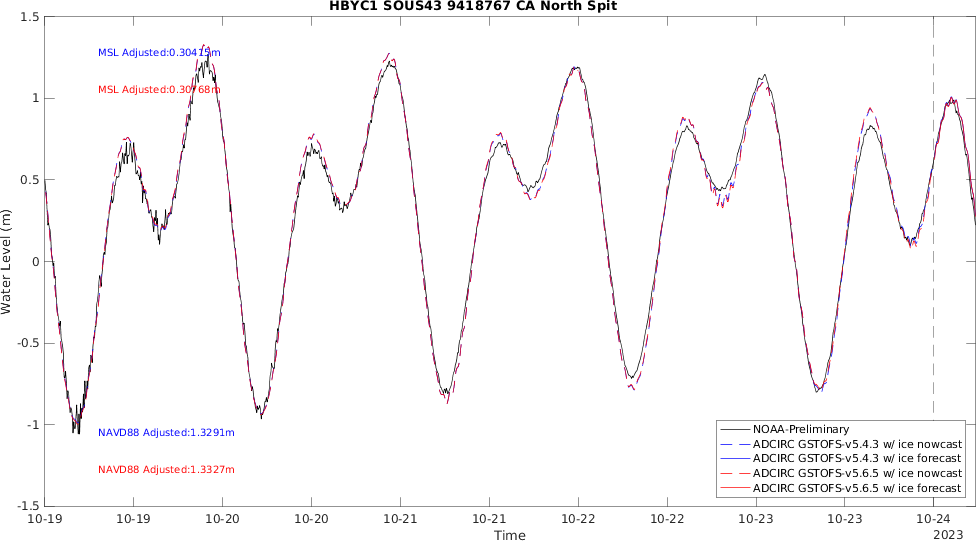 HBYC1 SOUS43 9418767 CA North Spit
1.5
1
0.5
0
-0.5
-1
-1.5
Water Level (m)
MSL Adjusted:0.30415m
MSL Adjusted:0.30768m
NAVD88 Adjusted:1.3291m
NAVD88 Adjusted:1.3327m
NOAA-Preliminary
ADCIRC GSTOFS-v5.4.3 w/ ice nowcast
ADCIRC GSTOFS-v5.4.3 w/ ice forecast
ADCIRC GSTOFS-v5.6.5 w/ ice nowcast
ADCIRC GSTOFS-v5.6.5 w/ ice forecast
10-19 10-19 10-20 10-20 10-21 10-21 10-22 10-22 10-23 10-23 10-24
2023
Time